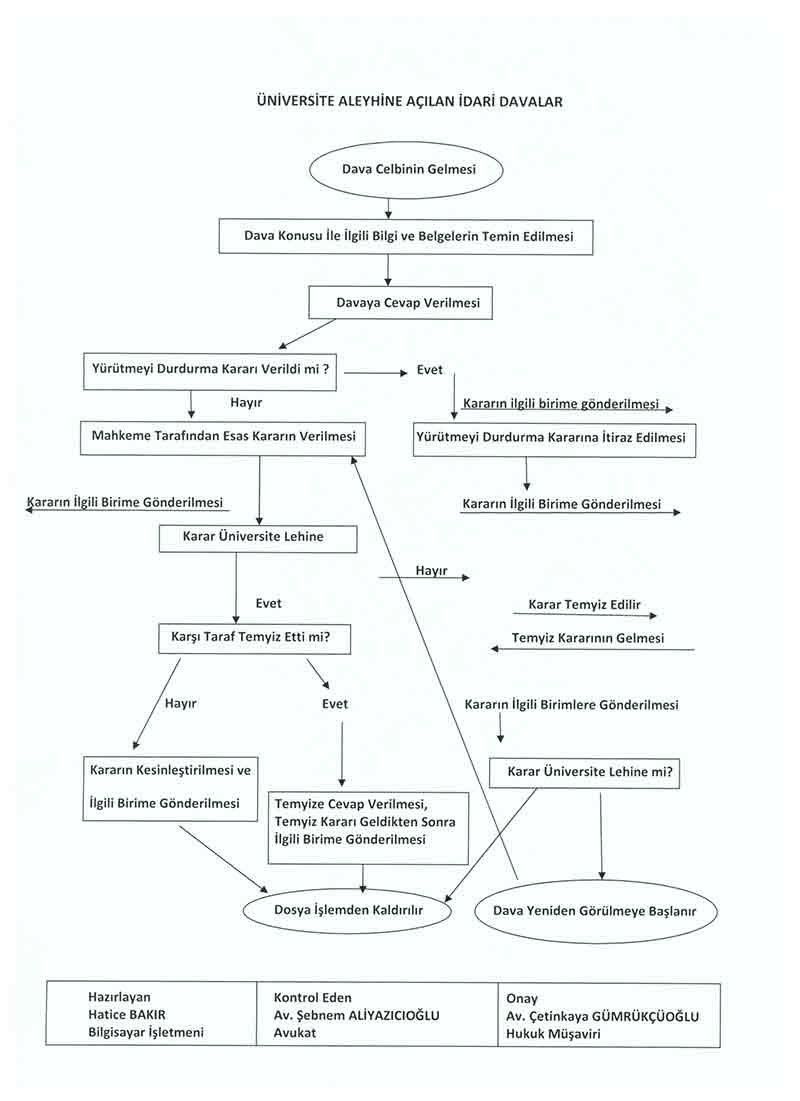 ÜNİVERSİTE ALEYHİNE AÇILAN İDARİ DAVALAR
Dava Celbinin Gelmesi
Dava Konusu İle İlgili Bilgi ve Belgelerin Temin Edilmesi
Davaya Cevap Verilmesi
Yürütmeyi Durdurma Kararı Verildi mi ?
Evet
Hayır
Kararın ilgili birime gönderilmesi
Mahkeme Tarafından Esas Kararın Verilmesi
Yürütmeyi Durdurma Kararına İtiraz Edilmesi
Kararın İlgili Birime Gönderilmesi
Kararın İlgili Birime Gönderilmesi
Karar Üniversite Lehine
Hayır
Evet
Karar Temyiz Edilir
Karşı Taraf Temyiz Etti mi?
Temyiz Kararının Gelmesi
Hayır
Evet
Kararın İlgili Birimlere Gönderilmesi
Kararın Kesinleştirilmesi ve
İlgili Birime Gönderilmesi
Karar Üniversite Lehine mi?
Temyize Cevap Verilmesi,
Temyiz Kararı Geldikten Sonra
İlgili Birime Gönderilmesi
Dosya İşlemden Kaldırılır
Dava Yeniden Görülmeye Başlanır
Hazırlayan
Hatice BAKIR
Bilgisayar İşletmeni
Kontrol Eden
Av. Şebnem ALİYAZICIOĞLU
Avukat
Onay
Av. Çetinkaya GÜMRÜKÇÜOĞLU
Hukuk Müşaviri